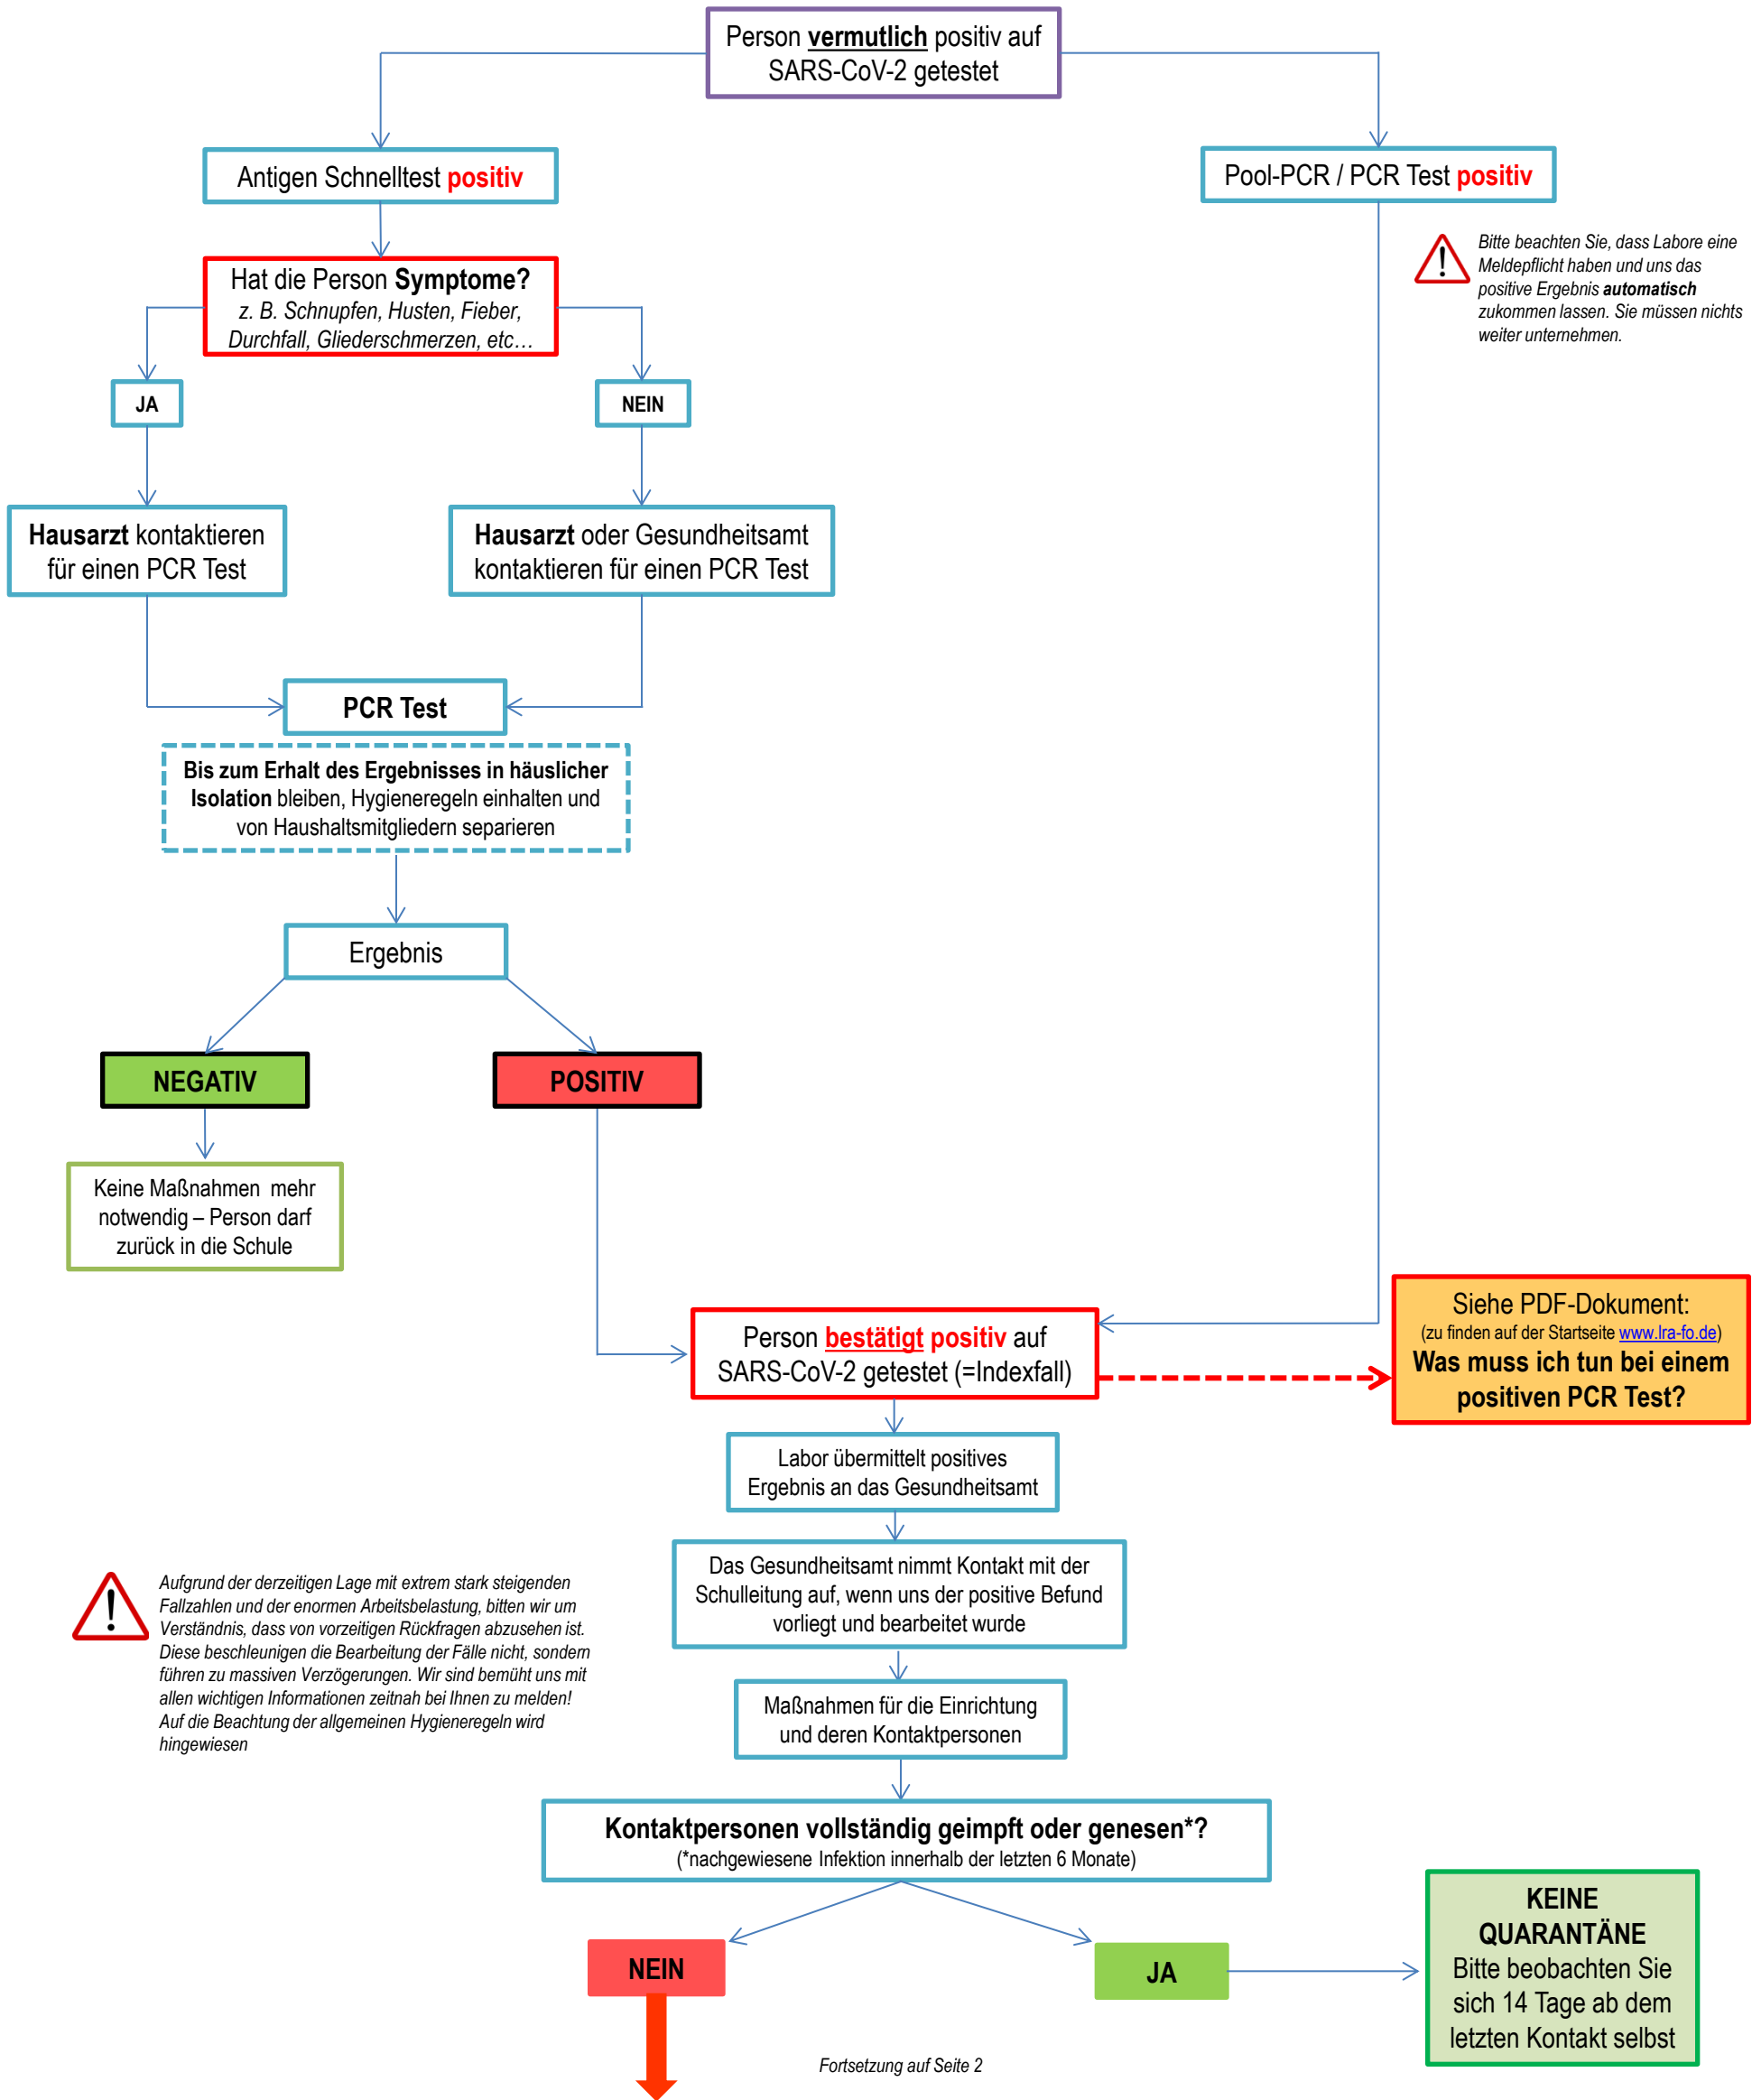 Person vermutlich positiv auf
SARS-CoV-2 getestet
Antigen Schnelltest positiv
Pool-PCR / PCR Test positiv
Bitte beachten Sie, dass Labore eine
Meldepflicht haben und uns das
positive Ergebnis automatisch
zukommen lassen. Sie müssen nichts
weiter unternehmen.
Hat die Person Symptome?
z. B. Schnupfen, Husten, Fieber,
Durchfall, Gliederschmerzen, etc…
JA
NEIN
Hausarzt kontaktieren
für einen PCR Test
Hausarzt oder Gesundheitsamt
kontaktieren für einen PCR Test
PCR Test
Bis zum Erhalt des Ergebnisses in häuslicher
Isolation bleiben, Hygieneregeln einhalten und
von Haushaltsmitgliedern separieren
Ergebnis
NEGATIV
POSITIV
Keine Maßnahmen mehr
notwendig – Person darf
zurück in die Schule
Person bestätigt positiv auf
SARS-CoV-2 getestet (=Indexfall)
Siehe PDF-Dokument:
(zu finden auf der Startseite www.lra-fo.de)
Was muss ich tun bei einem
positiven PCR Test?
Labor übermittelt positives
Ergebnis an das Gesundheitsamt
Das Gesundheitsamt nimmt Kontakt mit der
Schulleitung auf, wenn uns der positive Befund
vorliegt und bearbeitet wurde
Aufgrund der derzeitigen Lage mit extrem stark steigenden
Fallzahlen und der enormen Arbeitsbelastung, bitten wir um
Verständnis, dass von vorzeitigen Rückfragen abzusehen ist.
Diese beschleunigen die Bearbeitung der Fälle nicht, sondern
führen zu massiven Verzögerungen. Wir sind bemüht uns mit
allen wichtigen Informationen zeitnah bei Ihnen zu melden!
Auf die Beachtung der allgemeinen Hygieneregeln wird
hingewiesen
Maßnahmen für die Einrichtung
und deren Kontaktpersonen
Kontaktpersonen vollständig geimpft oder genesen*?
(*nachgewiesene Infektion innerhalb der letzten 6 Monate)
NEIN
JA
KEINE
QUARANTÄNE
Bitte beobachten Sie
sich 14 Tage ab dem
letzten Kontakt selbst
Fortsetzung auf Seite 2